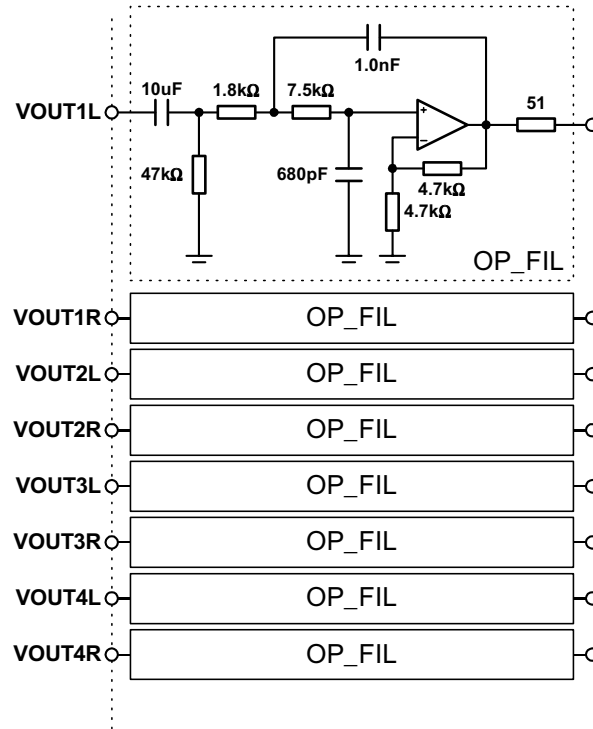 1.0nF
10uF
1.8kΩ
7.5kΩ
51
VOUT1L
+
−
47kΩ
680pF
4.7kΩ
4.7kΩ
OP_FIL
VOUT1R OP_FIL
VOUT2L OP_FIL
VOUT2R OP_FIL
VOUT3L OP_FIL
VOUT3R OP_FIL
VOUT4L OP_FIL
VOUT4R OP_FIL